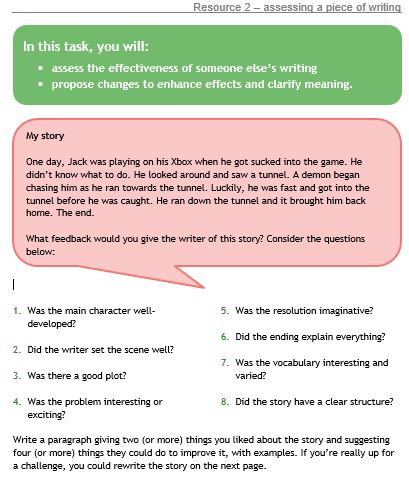 Resource 2 – assessing a piece of writing
In this task, you will:
• assess the effectiveness of someone else's writing
• propose changes to enhance effects and clarify meaning.
My story
One day, Jack was playing on his Xbox when he got sucked into the game. He
didn't know what to do. He looked around and saw a tunnel. A demon began
chasing him as he ran towards the tunnel. Luckily, he was fast and got into the
tunnel before he was caught. He ran down the tunnel and it brought him back
home. The end.
What feedback would you give the writer of this story? Consider the questions
below:
1. Was the main character well-
developed?
2. Did the writer set the scene well?
3. Was there a good plot?
4. Was the problem interesting or
exciting?
5. Was the resolution imaginative?
6. Did the ending explain everything?
7. Was the vocabulary interesting and
varied?
8. Did the story have a clear structure?
Write a paragraph giving two (or more) things you liked about the story and suggesting
four (or more) things they could do to improve it, with examples. If you're really up for
a challenge, you could rewrite the story on the next page.